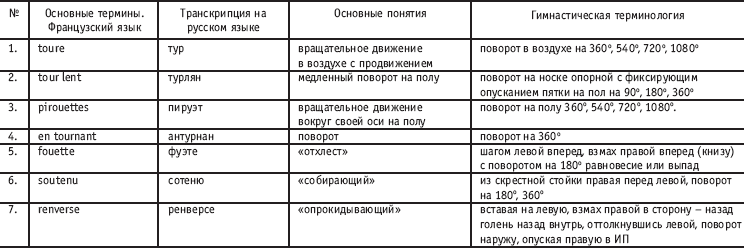 № Основные термины. Французский язык Транскрипция на русском языке Основные понятия Гимнастическая терминология
1. toure тур вращательное движение в воздухе с продвижением поворот в воздухе на 360°, 540°, 720°, 1080°
2. tour lent турлян медленный поворот на полу поворот на носке опорной с фиксирующим опусканием пятки на пол на 90°, 180°, 360°
3. pirouettes пируэт вращательное движение вокруг своей оси на полу поворот на полу 360°, 540°, 720°, 1080°.
4. en tournant антурнан поворот поворот на 360°
5. fouette фуэте «отхлест» шагом левой вперед, взмах правой вперед (книзу) с поворотом на 180° равновесие или выпад
6. soutenu сотеню «собирающий» из скрестной стойки правая перед левой, поворот на 180°, 360°
7. renverse ренверсе «опрокидывающий» вставая на левую, взмах правой в сторону – назад голень назад внутрь, оттолкнувшись левой, поворот наружу, опуская правую в ИП